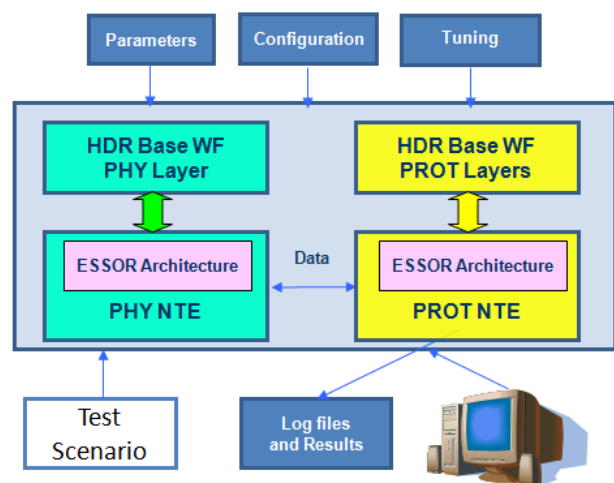 Parameters
Configuration
Tuning
HDR Base WF
PHY Layer
HDR Base WF
PROT Layers
ESSOR Architecture
PHY NTE
Data
ESSOR Architecture
PROT NTE
Test
Scenario
Log files
and Results